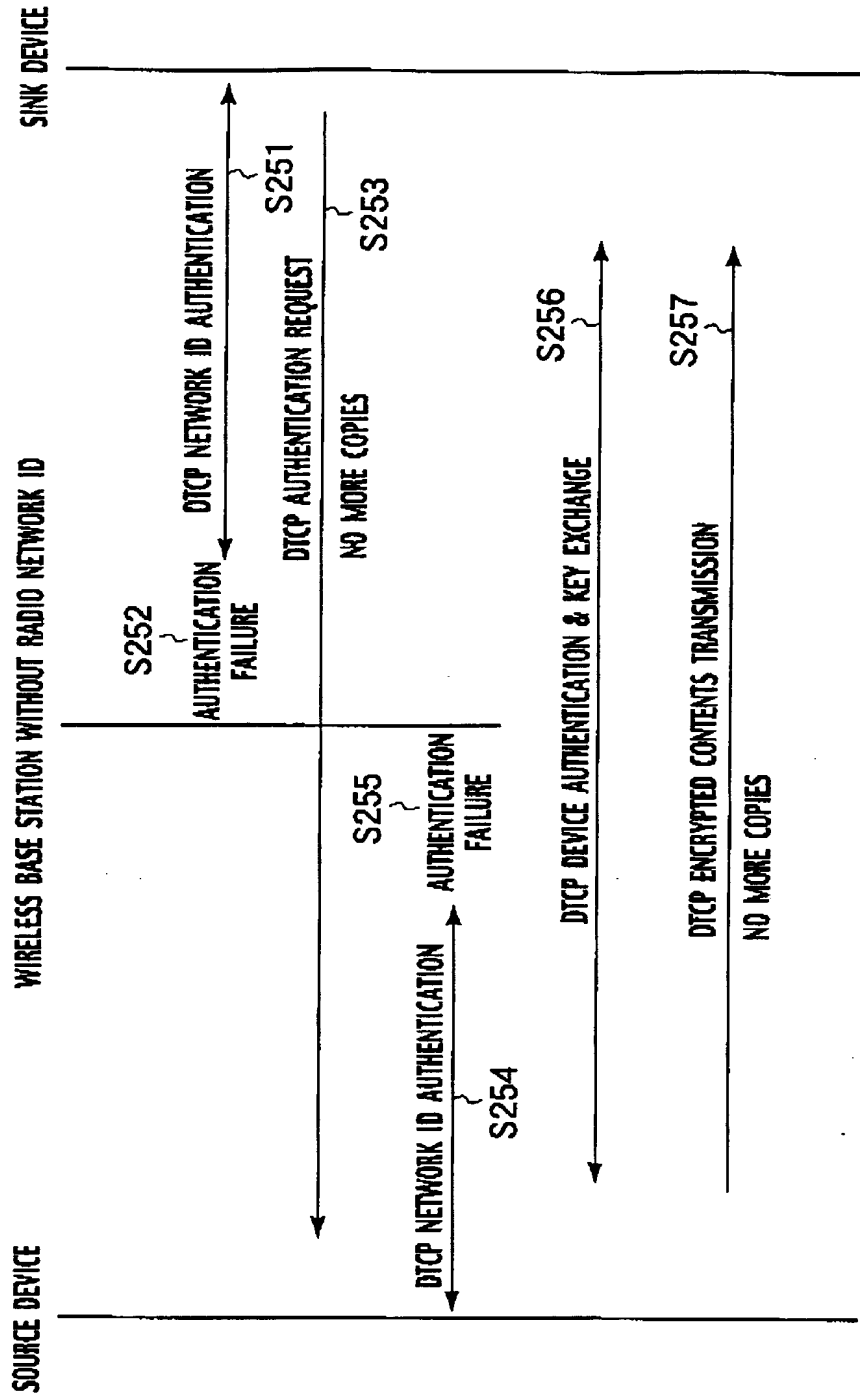 SOURCE DEVICE
WIRELESS BASE STATION WITHOUT RADIO NETWORK ID
SINK DEVICE
DTCP NETWORK ID AUTHENTICATION
S251
S252
AUTHENTICATION
FAILURE
DTCP AUTHENTICATION REQUEST
S253
NO MORE COPIES
DTCP NETWORK ID AUTHENTICATION
S254
S255
AUTHENTICATION
FAILURE
DTCP DEVICE AUTHENTICATION & KEY EXCHANGE
S256
DTCP ENCRYPTED CONTENTS TRANSMISSION
S257
NO MORE COPIES